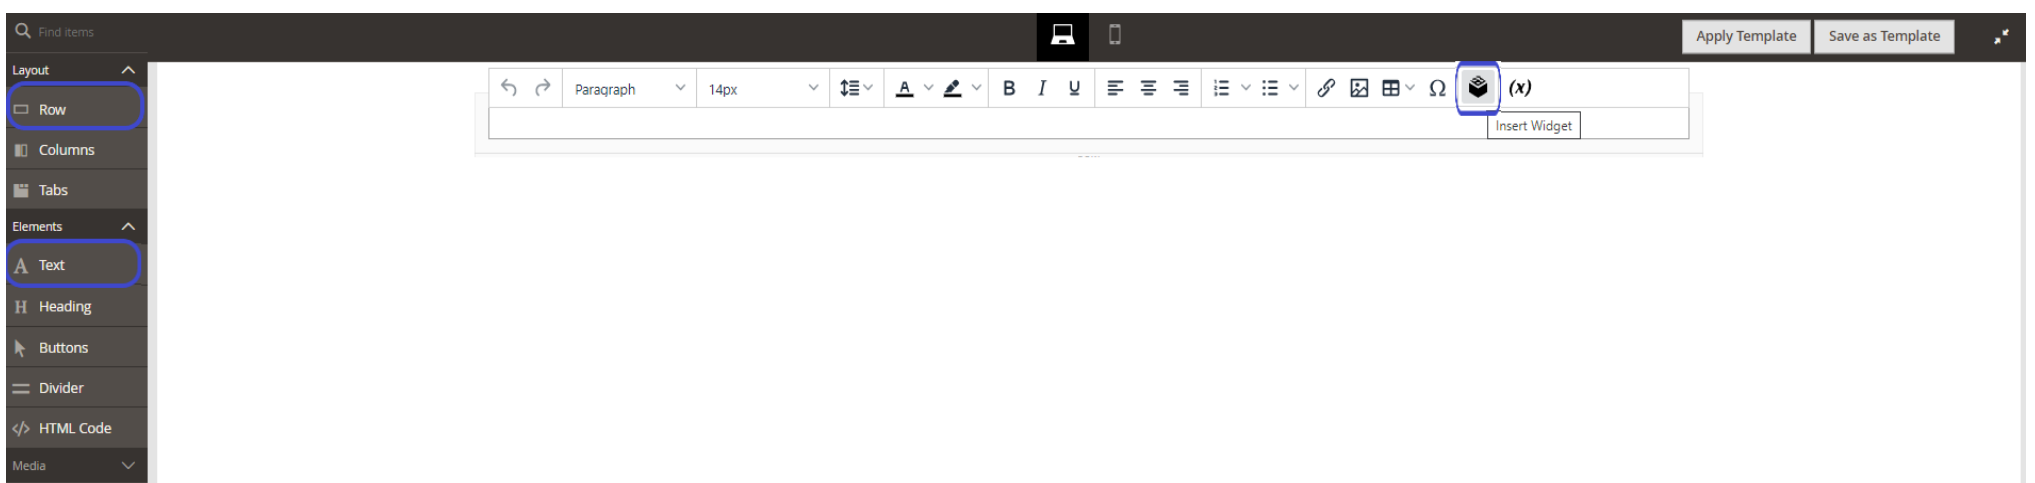 Find items
Apply Template
Save as Template
Layout
Row
Columns
Tabs
Elements
Text
Heading
Buttons
Divider
</> HTML Code
Media
Paragraph
14px
A
B I U
Ω
(x)
Insert Widget